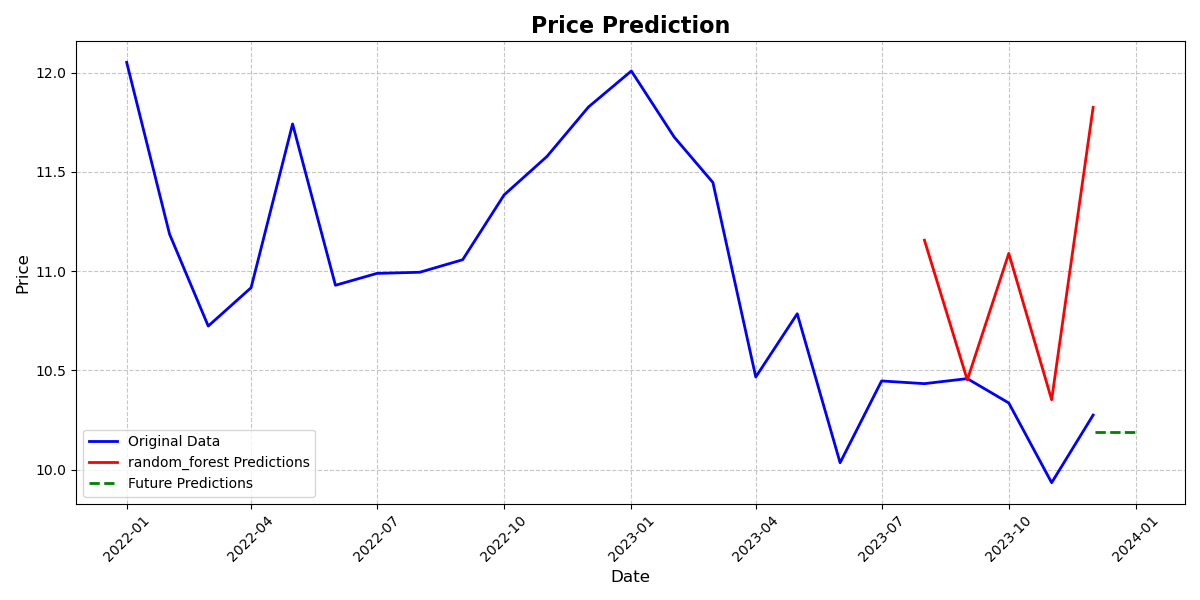 Price Prediction
Price
12.0
11.5
11.0
10.5
10.0
Original Data
random_forest Predictions
Future Predictions
2022-01
2022-04
2022-07
2022-10
2023-01
2023-04
2023-07
2023-10
2024-01
Date